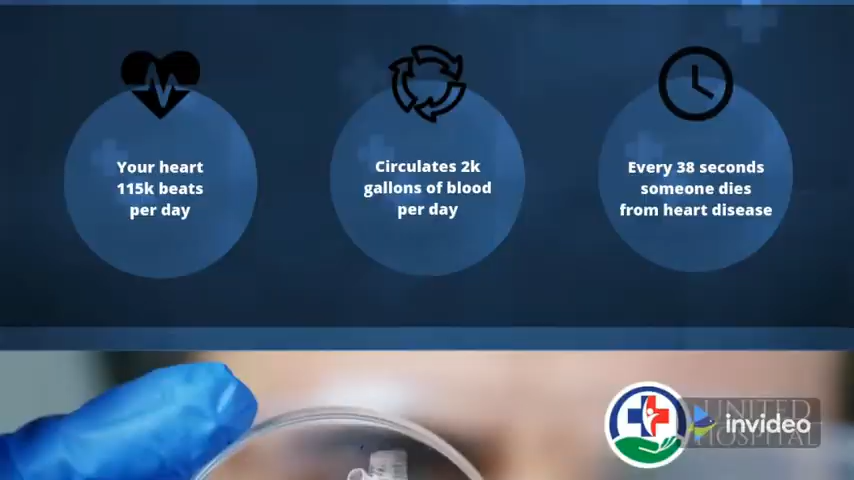 Your heart
115k beats
per day
Circulates 2k
gallons of blood
per day
Every 38 seconds
someone dies
from heart disease
UNITED
HOSPITAL
invideo